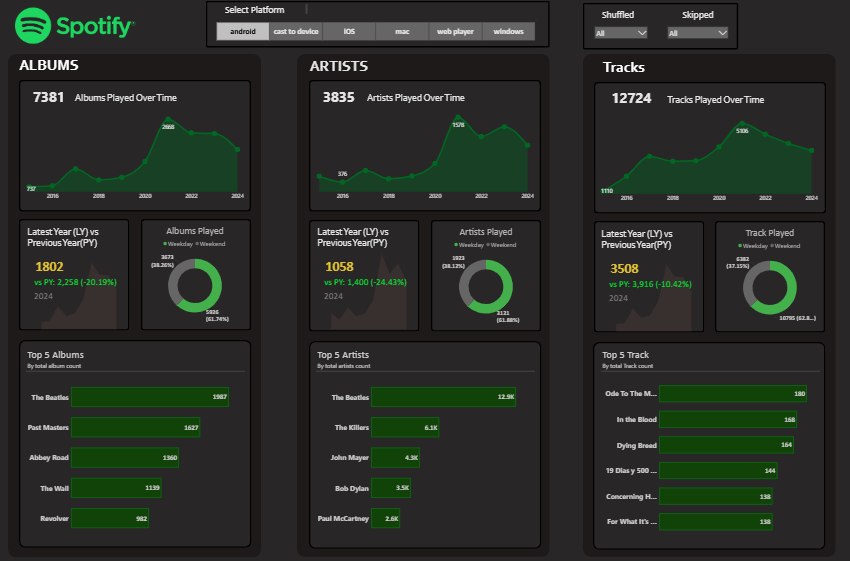 Spotify
Select Platform
android
cast to device
iOS
mac
web player
windows
Shuffled
Skipped
All
All
ALBUMS
7381 Albums Played Over Time
2868
737
2016 2018 2020 2022 2024
Latest Year (LY) vs
Previous Year(PY)
1802
vs PY: 2,258 (-20.19%)
2024
Albums Played
Weekday Weekend
3673
(38.26%)
5926
(61.74%)
Top 5 Albums
By total album count
The Beatles 1987
Past Masters 1627
Abbey Road 1360
The Wall 1139
Revolver 982
ARTISTS
3835 Artists Played Over Time
1578
376
2016 2018 2020 2022 2024
Latest Year (LY) vs
Previous Year(PY)
1058
vs PY: 1,400 (-24.43%)
2024
Artists Played
Weekday Weekend
1923
(38.12%)
3121
(61.88%)
Top 5 Artists
By total artists count
The Beatles 12.9K
The Killers 6.1K
John Mayer 4.3K
Bob Dylan 3.5K
Paul McCartney 2.6K
Tracks
12724 Tracks Played Over Time
5106
1110
2016 2018 2020 2022 2024
Latest Year (LY) vs
Previous Year(PY)
3508
vs PY: 3,916 (-10.42%)
2024
Track Played
Weekday Weekend
6382
(37.15%)
10795 (62.8...)
Top 5 Track
By total Track count
Ode To The M... 180
In the Blood 168
Dying Breed 164
19 Dias y 500 ... 144
Concerning H... 138
For What It's ... 138